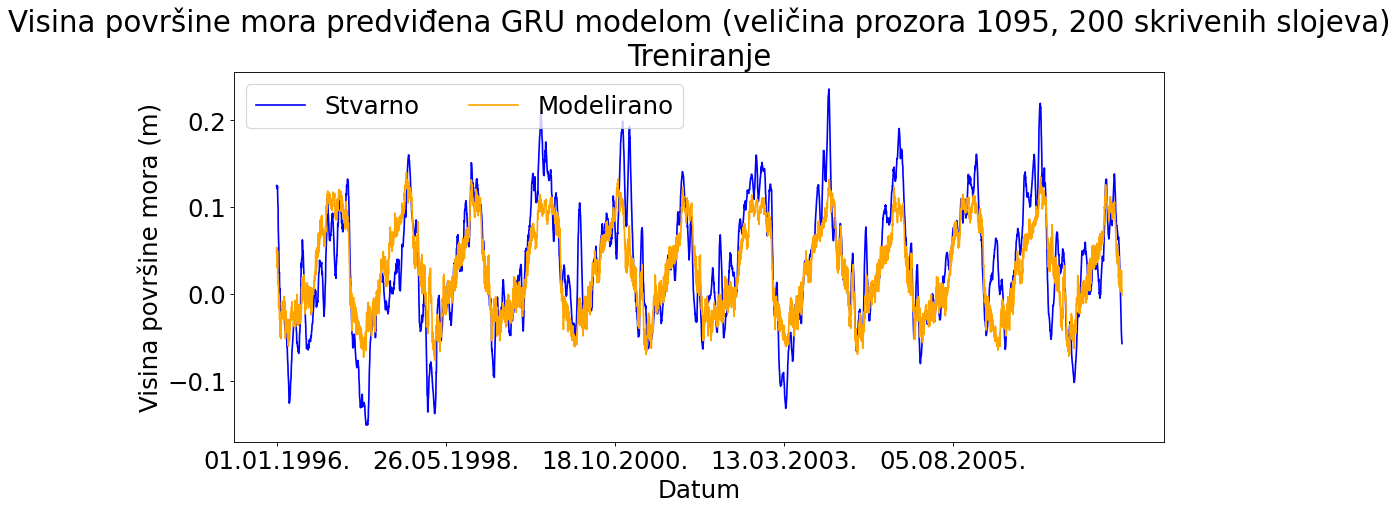 Visina površine mora predviđena GRU modelom (veličina prozora 1095, 200 skrivenih slojeva)
Treniranje
Stvarno Modelirano
Visina površine mora (m)
0.2
0.1
0.0
−0.1
01.01.1996. 26.05.1998. 18.10.2000. 13.03.2003. 05.08.2005.
Datum